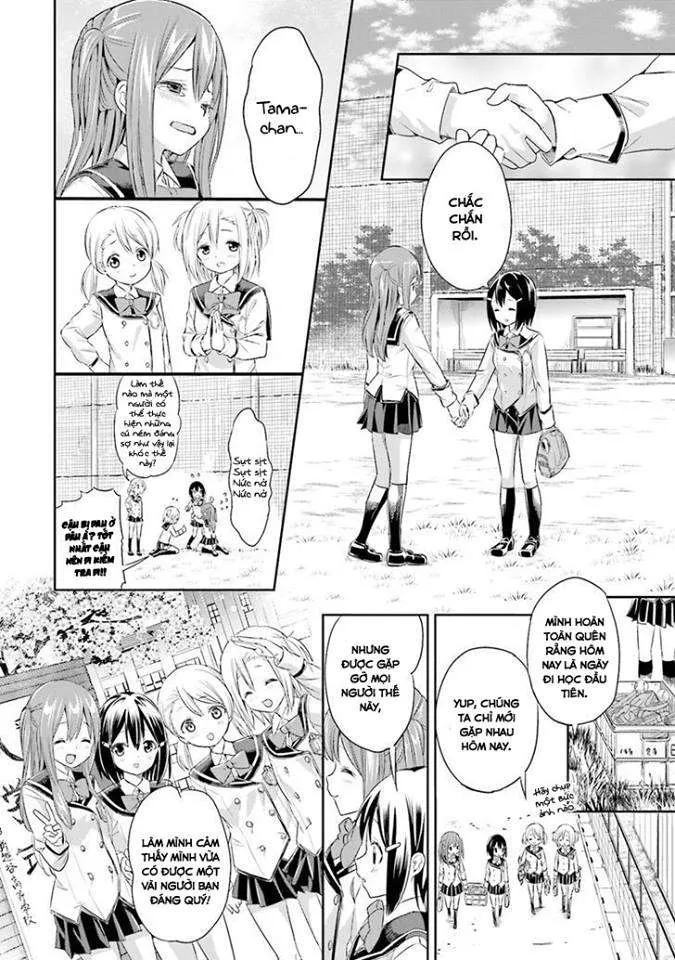 CHẮC
CHẮN
RỒI.
Tama-
chan...
Làm thế
nào mà một
người có
thể thực
hiện những
cú ném đáng
sợ như vậy lại
khóc thế
này?
Sụt sịt
Sụt sịt
Nức nở
Nức nở
CẬU BỊ ĐAU Ở
ĐÂU À? TỐT
NHẤT CẬU
NÊN ĐI KIỂM
TRA ĐI!!
MÌNH HOÀN
TOÀN QUÊN
RẰNG HÔM
NAY LÀ NGÀY
ĐI HỌC ĐẦU
TIÊN.
YUP, CHÚNG
TA CHỈ MỚI
GẶP NHAU
HÔM NAY.
Hãy chụp
một bức
ảnh nào
NHƯNG
ĐƯỢC GẶP
GỠ MỌI
NGƯỜI THẾ
NÀY,
LÀM MÌNH CẢM
THẤY MÌNH VỪA
CÓ ĐƯỢC MỘT
VÀI NGƯỜI BẠN
ĐÁNG QUÝ!